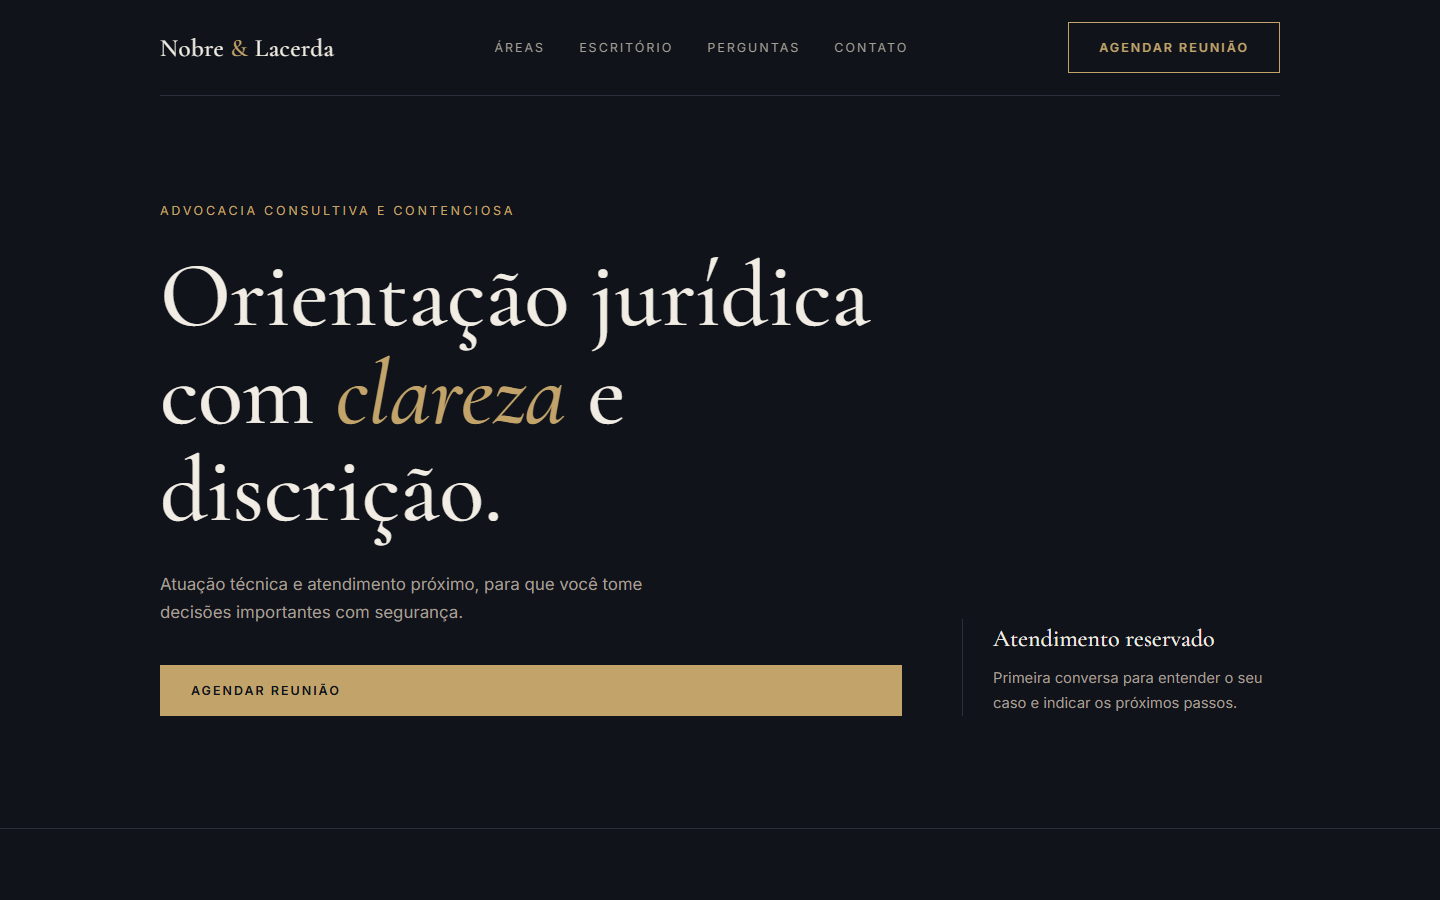 Nobre & Lacerda
ÁREAS
ESCRITÓRIO
PERGUNTAS
CONTATO
AGENDAR REUNIÃO
ADVOCACIA CONSULTIVA E CONTENCIOSA
Orientação jurídica
com clareza e
discrição.
Atuação técnica e atendimento próximo, para que você tome
decisões importantes com segurança.
AGENDAR REUNIÃO
Atendimento reservado
Primeira conversa para entender o seu
caso e indicar os próximos passos.